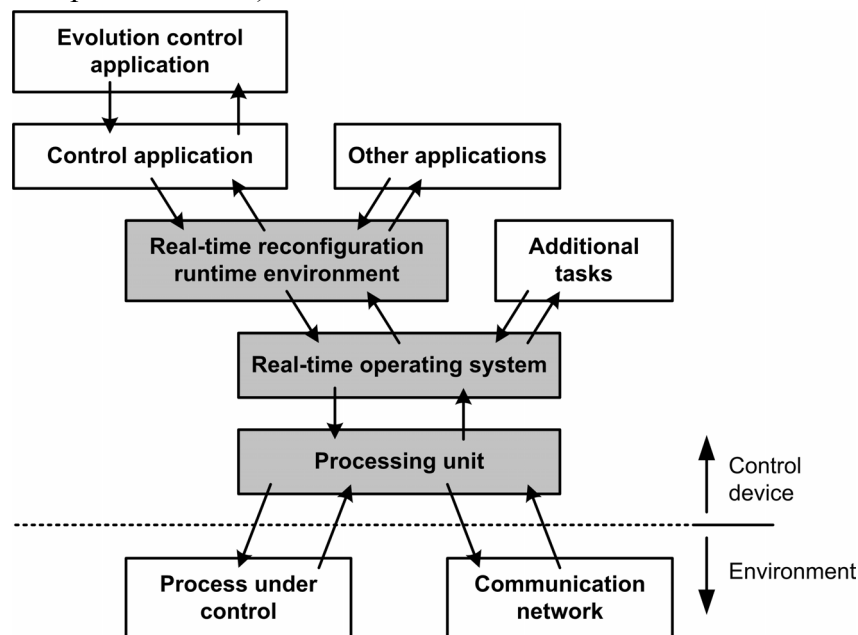 Evolution control
application
Control application
Other applications
Real-time reconfiguration
runtime environment
Additional
tasks
Real-time operating system
Processing unit
Control
device
Environment
Process under
control
Communication
network